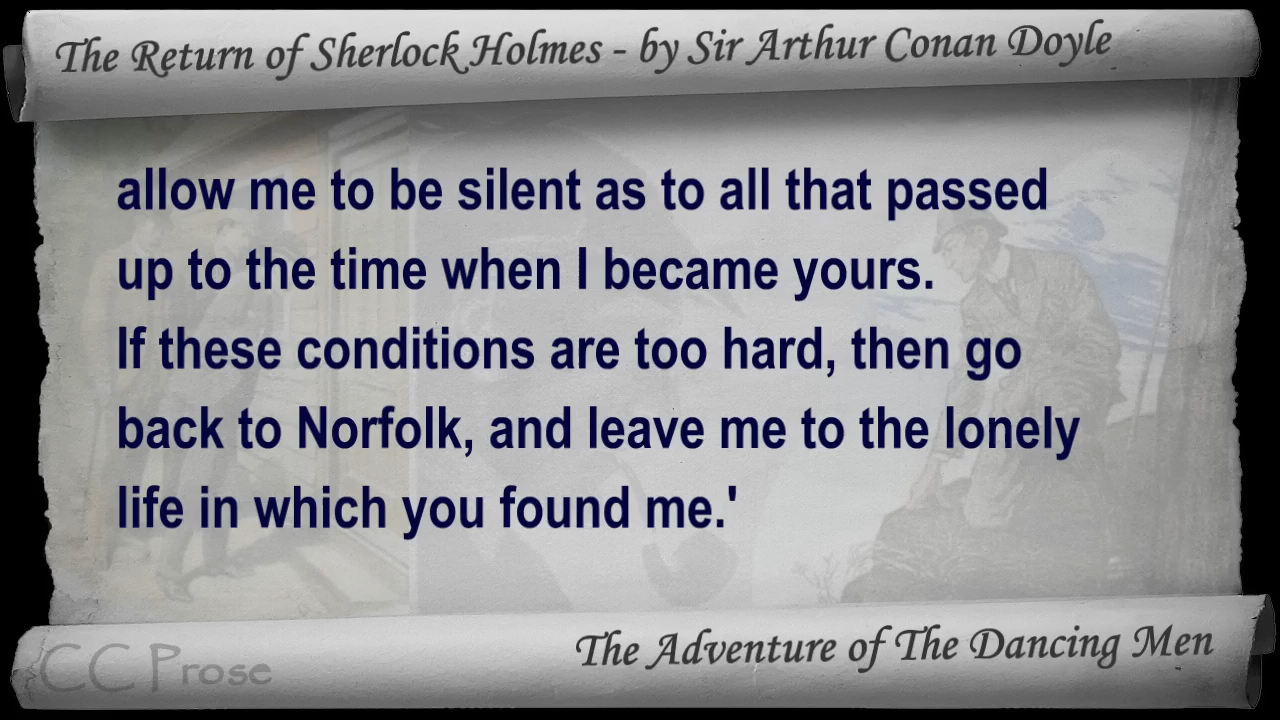 The Return of Sherlock Holmes - by Sir Arthur Conan Doyle
allow me to be silent as to all that passed
up to the time when I became yours.
If these conditions are too hard, then go
back to Norfolk, and leave me to the lonely
life in which you found me.'
The Adventure of The Dancing Men
CC Prose